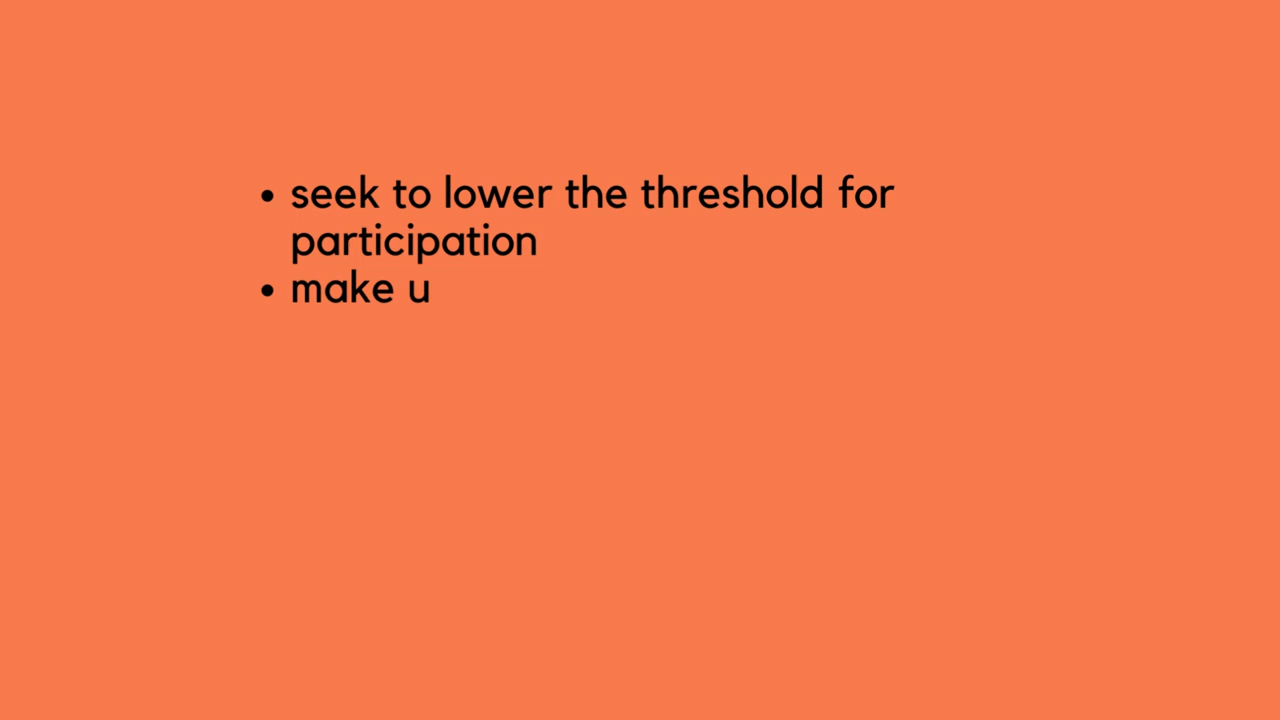 • seek to lower the threshold for
participation
• make u